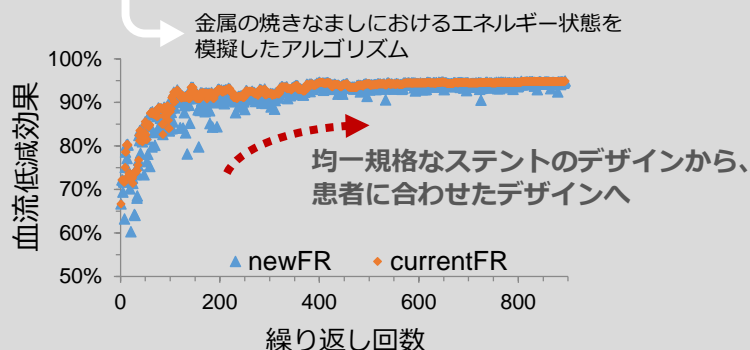 金属の焼きなましにおけるエネルギー状態を
模擬したアルゴリズム
100%
90%
80%
70%
60%
50%
血流低減効果
均一規格なステントのデザインから、
患者に合わせたデザインへ
newFR currentFR
0 200 400 600 800
繰り返し回数